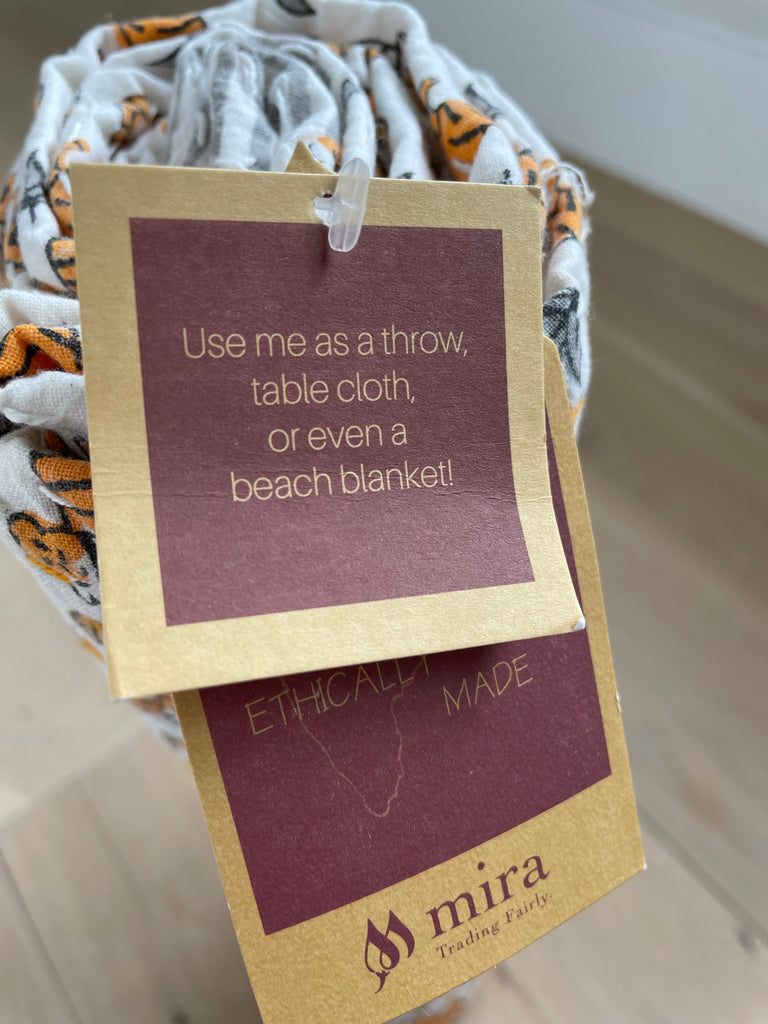 Use me as a throw,
table cloth,
or even a
beach blanket!
ETHICALLY MADE
mira
Trading Fairly.